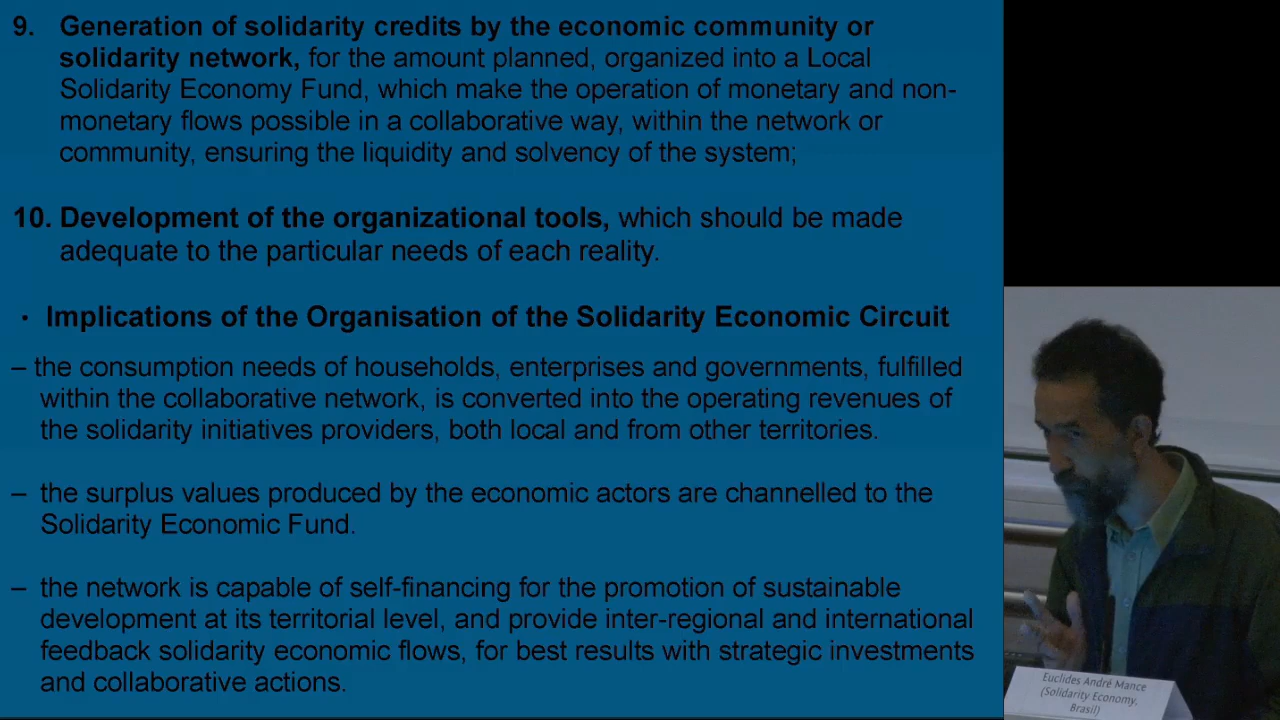 9. Generation of solidarity credits by the economic community or
solidarity network, for the amount planned, organized into a Local
Solidarity Economy Fund, which make the operation of monetary and non-
monetary flows possible in a collaborative way, within the network or
community, ensuring the liquidity and solvency of the system;
10. Development of the organizational tools, which should be made
adequate to the particular needs of each reality.
· Implications of the Organisation of the Solidarity Economic Circuit
– the consumption needs of households, enterprises and governments, fulfilled
within the collaborative network, is converted into the operating revenues of
the solidarity initiatives providers, both local and from other territories.
– the surplus values produced by the economic actors are channelled to the
Solidarity Economic Fund.
– the network is capable of self-financing for the promotion of sustainable
development at its territorial level, and provide inter-regional and international
feedback solidarity economic flows, for best results with strategic investments
and collaborative actions.
Euclides André Mance
(Solidarity Economy,
Brasil)